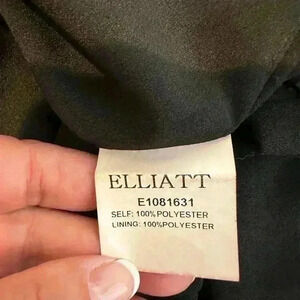 ELLIATT
E1081631
SELF: 100% POLYESTER
LINING: 100% POLYESTER